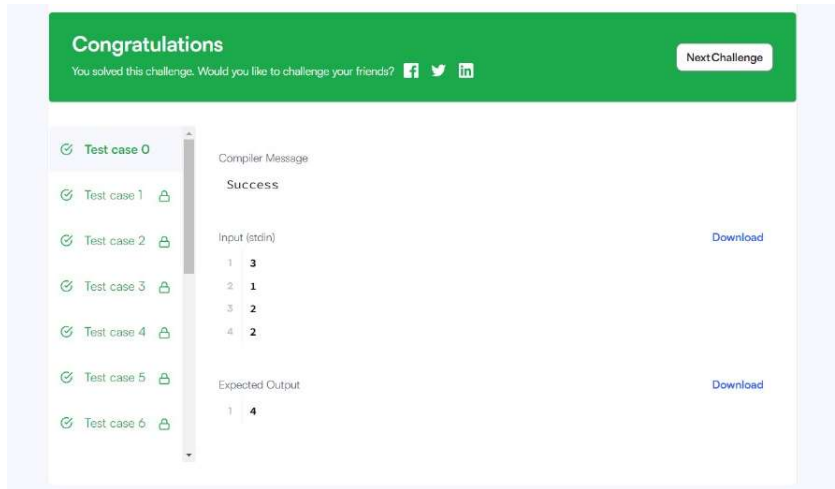 Congratulations
You solved this challenge. Would you like to challenge your friends?
Next Challenge
Test case 0
Test case 1
Test case 2
Test case 3
Test case 4
Test case 5
Test case 6
Compiler Message
Success
Input (stdin)
Download
1 3
2 1
3 2
4 2
Expected Output
Download
1 4